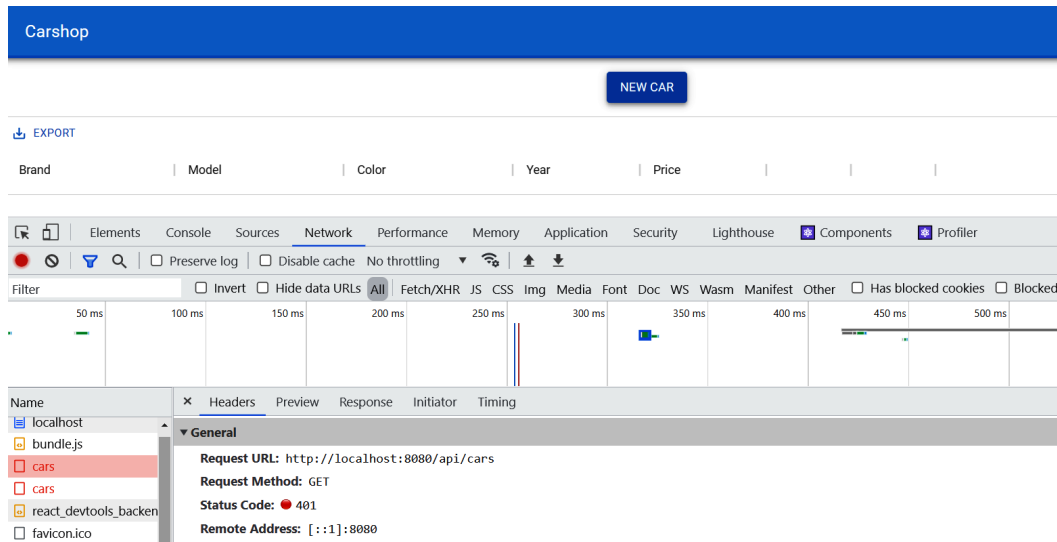 Carshop
NEW CAR
EXPORT
Brand Model Color Year Price
Elements Console Sources Network Performance Memory Application Security Lighthouse Components Profiler
Preserve log Disable cache No throttling
Filter Invert Hide data URLs All Fetch/XHR JS CSS Img Media Font Doc WS Wasm Manifest Other Has blocked cookies Blocked
50 ms 100 ms 150 ms 200 ms 250 ms 300 ms 350 ms 400 ms 450 ms 500 ms
Name × Headers Preview Response Initiator Timing
localhost
General
bundle.js
Request URL: http://localhost:8080/api/cars
cars
Request Method: GET
cars
Status Code: 401
react_devtools_backen
Remote Address: [::1]:8080
favicon.ico